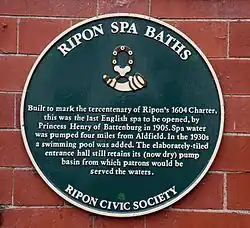 RIPON SPA BATHS
Built to mark the tercentenary of Ripon's 1604 Charter,
this was the last English spa to be opened, by
Princess Henry of Battenburg in 1905. Spa water
was pumped four miles from Aldfield. In the 1930s
a swimming pool was added. The elaborately-tiled
entrance hall still retains its (now dry) pump
basin from which patrons would be
served the waters.
RIPON CIVIC SOCIETY